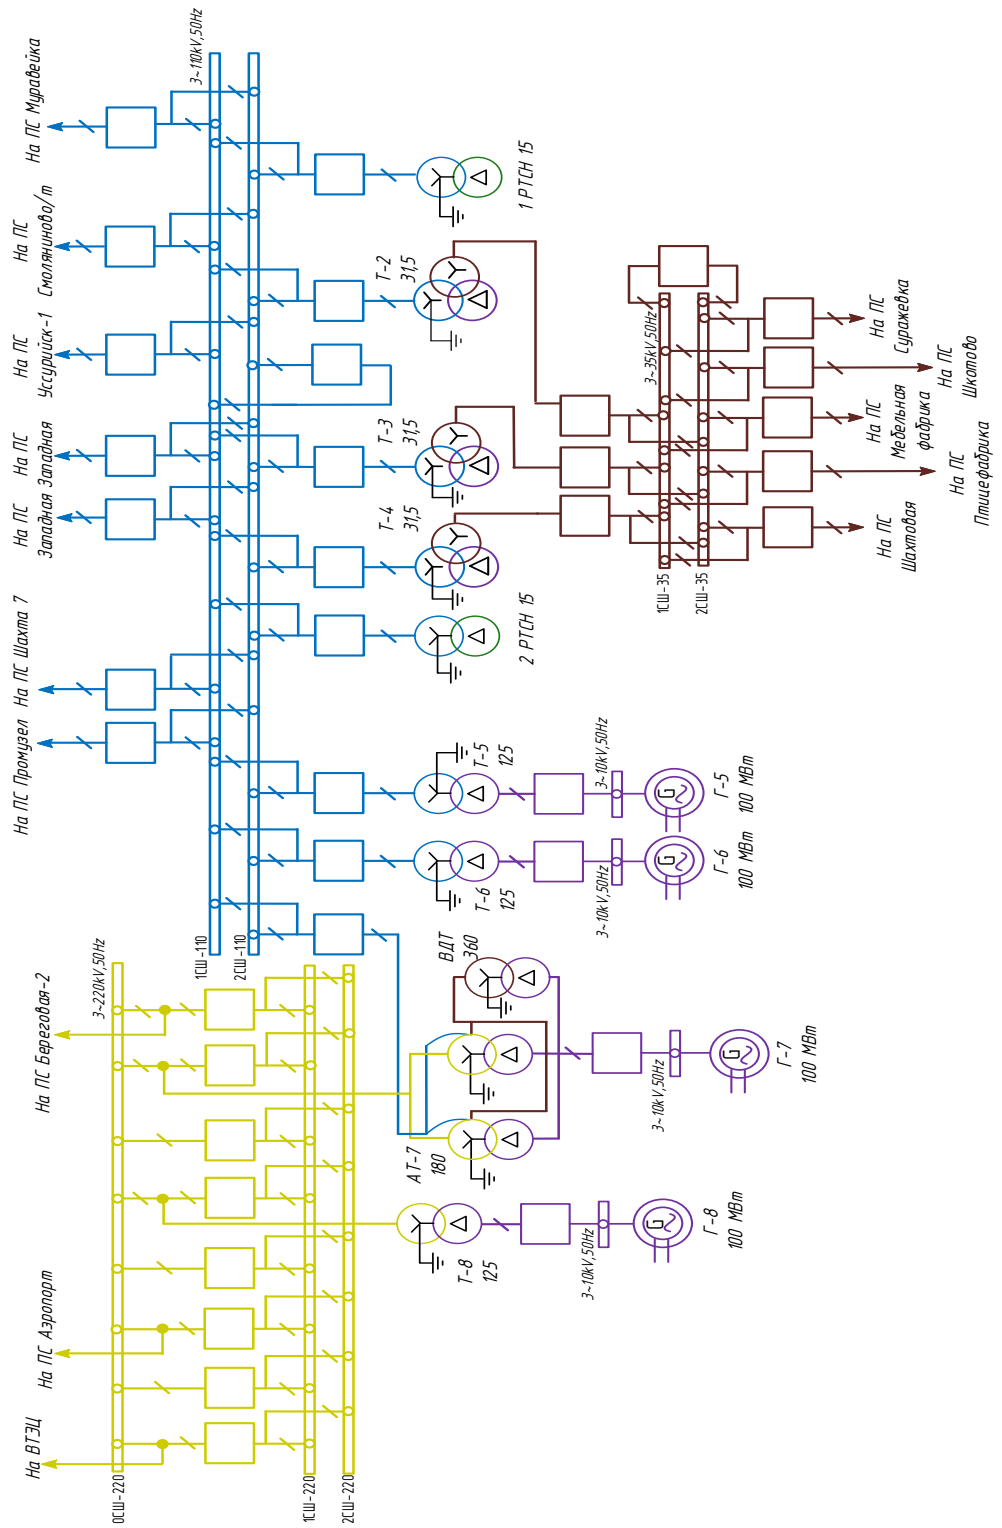 На ПС Муравейка
На ПС
Смоляниново/т
На ПС
Уссурийск-1
На ПС
Западная
На ПС
Западная
На ПС Шахта 7
На ПС Промузел
3~110kV,50Hz
1СШ-110
2СШ-110
1 РТСН 15
Т-2
31,5
Т-3
31,5
Т-4
31,5
2 РТСН 15
Т-5
125
Т-6
125
3~10kV,50Hz
Г-5
100 МВт
3~10kV,50Hz
Г-6
100 МВт
3~35kV,50Hz
1СШ-35
2СШ-35
На ПС
Суражевка
На ПС
Шкотово
На ПС
Мебельная
фабрика
На ПС
Птицефабрика
На ПС
Шахтовая
На ПС Береговая-2
На ПС Аэропорт
На ВТЭЦ
3~220kV,50Hz
0СШ-220
1СШ-220
2СШ-220
ВДТ
360
АТ-7
180
3~10kV,50Hz
Г-7
100 МВт
Т-8
125
3~10kV,50Hz
Г-8
100 МВт
G
G
G
G